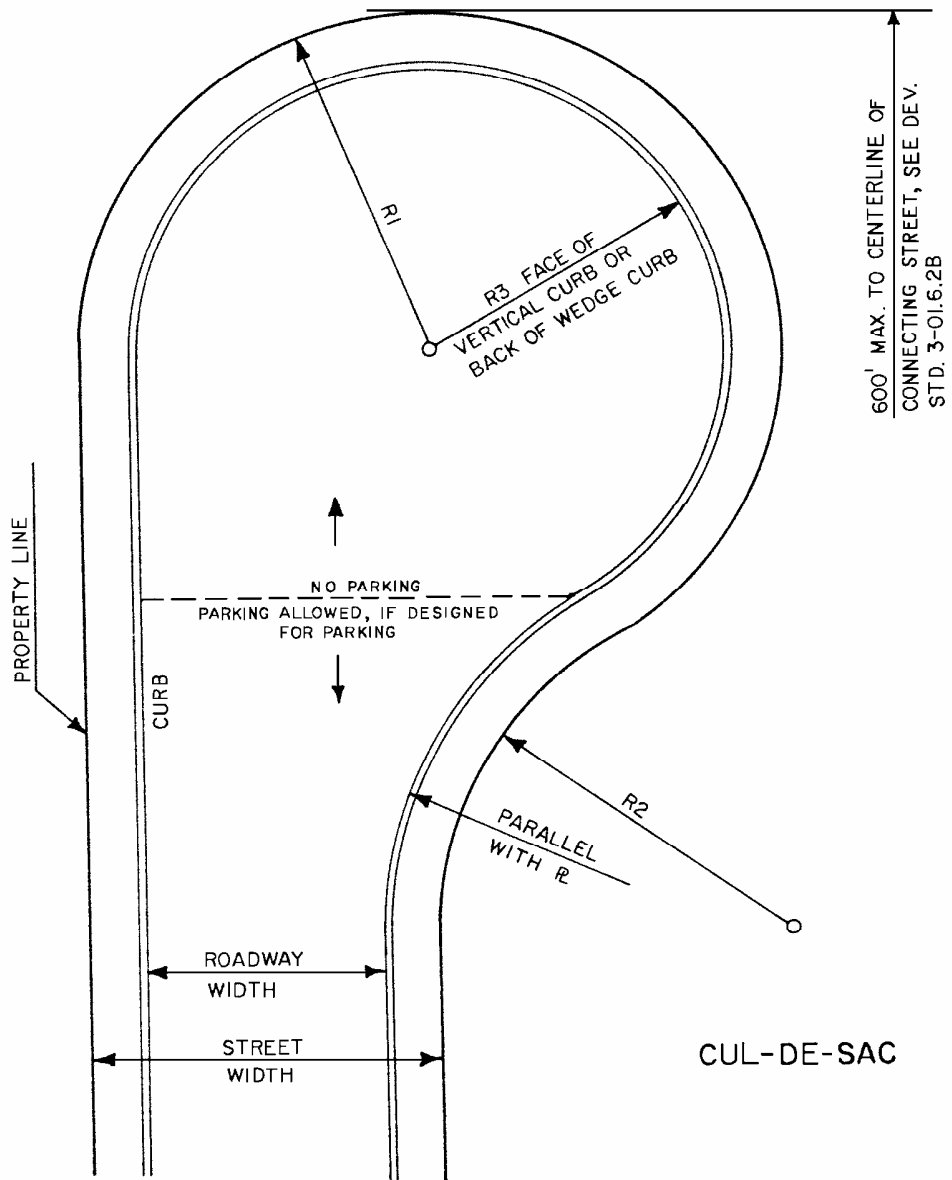 600' MAX. TO CENTERLINE OF
CONNECTING STREET, SEE DEV.
STD. 3-01.6.2B
R1
R3 FACE OF
VERTICAL CURB OR
BACK OF WEDGE CURB
PROPERTY LINE
NO PARKING
PARKING ALLOWED, IF DESIGNED
FOR PARKING
CURB
R2
PARALLEL
WITH ⅊
ROADWAY
WIDTH
STREET
WIDTH
CUL-DE-SAC